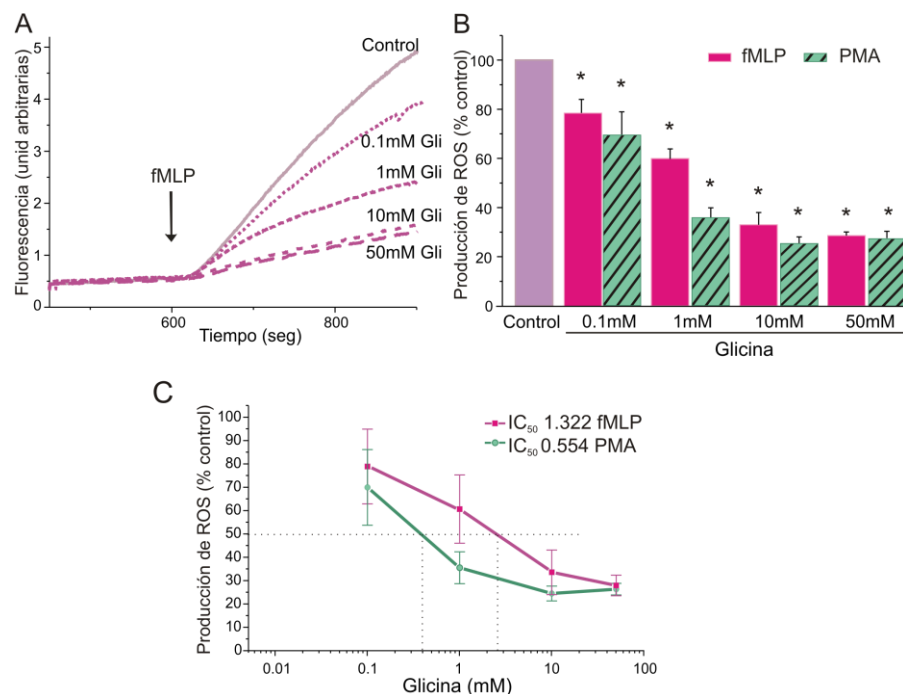 A
Fluorescencia (unid arbitrarias)
5
4
3
2
1
0
Control
0.1mM Gli
1mM Gli
10mM Gli
50mM Gli
fMLP
600
800
Tiempo (seg)
B
Producción de ROS (% control)
100
80
60
40
20
0
fMLP
PMA
* * * * * * * *
Control
0.1mM
1mM
10mM
50mM
Glicina
C
Producción de ROS (% control)
100
90
80
70
60
50
40
30
20
10
0
IC50 1.322 fMLP
IC50 0.554 PMA
0.01
0.1
1
10
100
Glicina (mM)